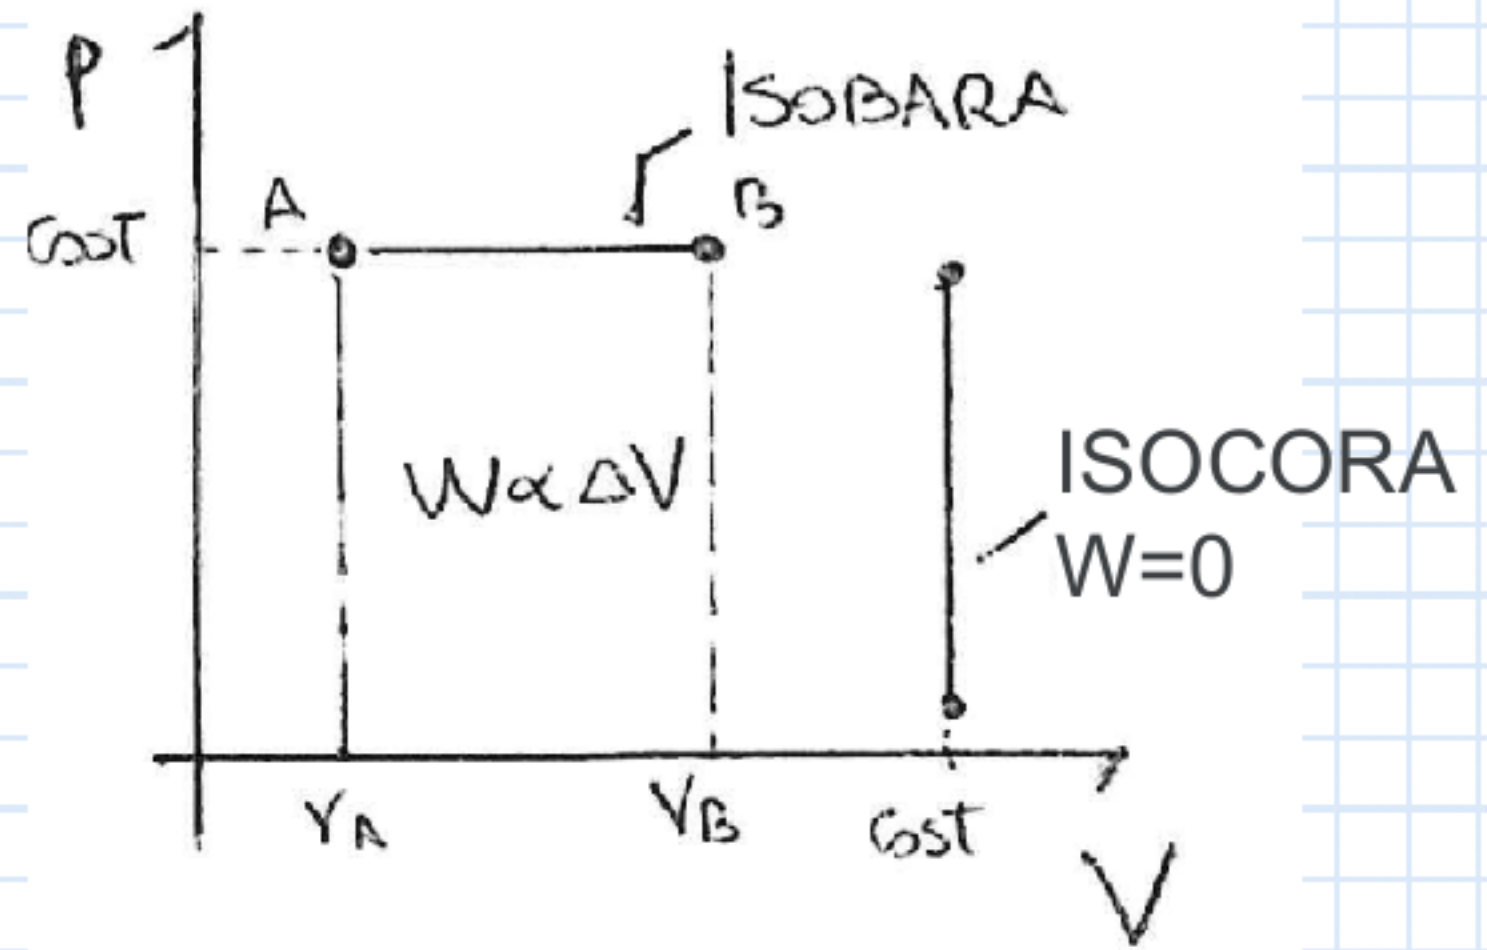 P
ISOBARA
A
B
COST
W∝ΔV
ISOCORA
W=0
VA
VB
COST
V